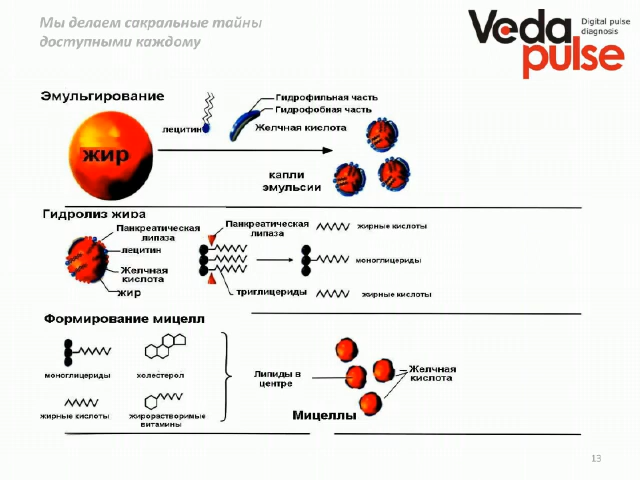 Мы делаем сакральные тайны
доступными каждому
Veda
pulse
Digital pulse
diagnosis
Эмульгирование
жир
лецитин
Гидрофильная часть
Гидрофобная часть
Желчная кислота
капли
эмульсии
Гидролиз жира
Панкреатическая
липаза
лецитин
Желчная
кислота
жир
Панкреатическая
липаза
триглицериды
жирные кислоты
моноглицериды
жирные кислоты
Формирование мицелл
моноглицериды
холестерол
жирные кислоты
жирорастворимые
витамины
Липиды в
центре
Желчная
кислота
Мицеллы
13